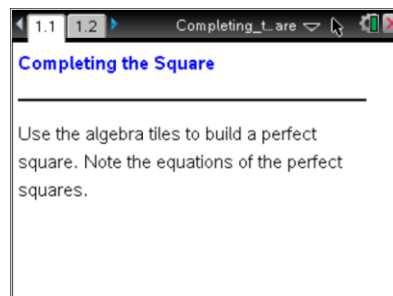 1.1 1.2 Completing_t...are
Completing the Square
Use the algebra tiles to build a perfect
square. Note the equations of the perfect
squares.